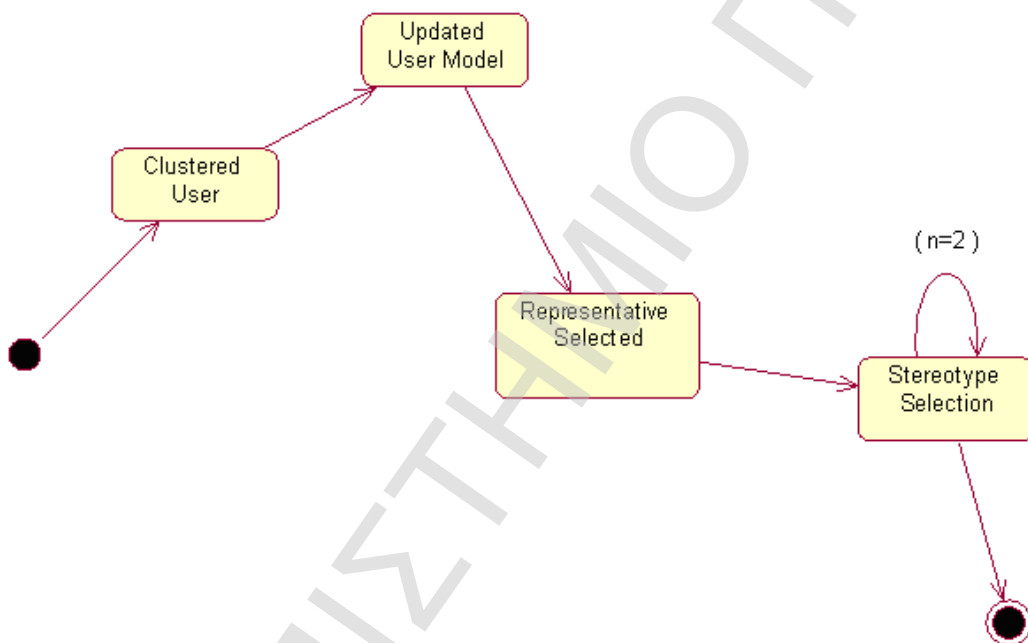 Updated
User Model
Clustered
User
( n=2 )
Representative
Selected
Stereotype
Selection